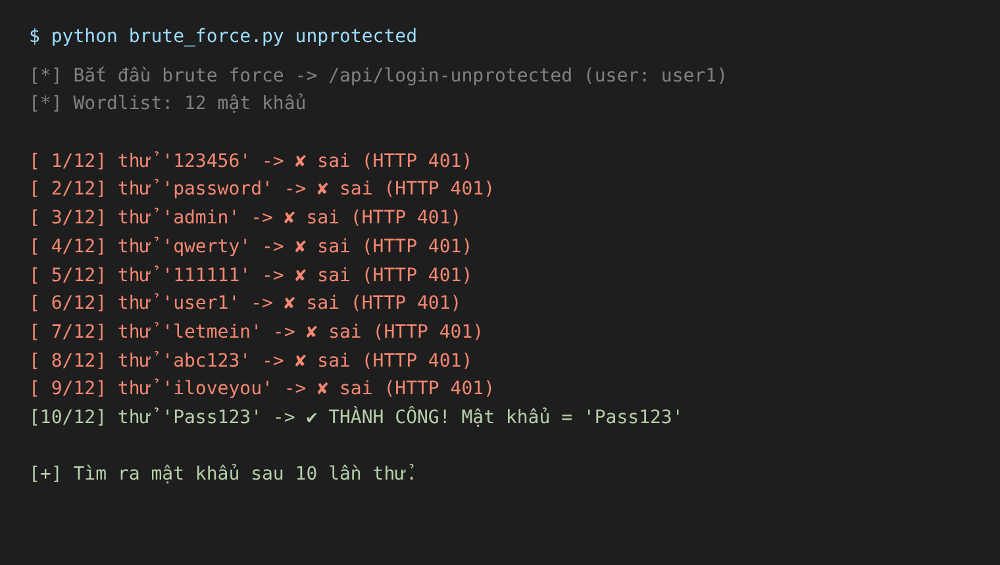 $ python brute_force.py unprotected
[*] Bắt đầu brute force -> /api/login-unprotected (user: user1)
[*] Wordlist: 12 mật khẩu
[ 1/12] thử '123456' -> ✘ sai (HTTP 401)
[ 2/12] thử 'password' -> ✘ sai (HTTP 401)
[ 3/12] thử 'admin' -> ✘ sai (HTTP 401)
[ 4/12] thử 'qwerty' -> ✘ sai (HTTP 401)
[ 5/12] thử '111111' -> ✘ sai (HTTP 401)
[ 6/12] thử 'user1' -> ✘ sai (HTTP 401)
[ 7/12] thử 'letmein' -> ✘ sai (HTTP 401)
[ 8/12] thử 'abc123' -> ✘ sai (HTTP 401)
[ 9/12] thử 'iloveyou' -> ✘ sai (HTTP 401)
[10/12] thử 'Pass123' -> ✔ THÀNH CÔNG! Mật khẩu = 'Pass123'
[+] Tìm ra mật khẩu sau 10 lần thử.